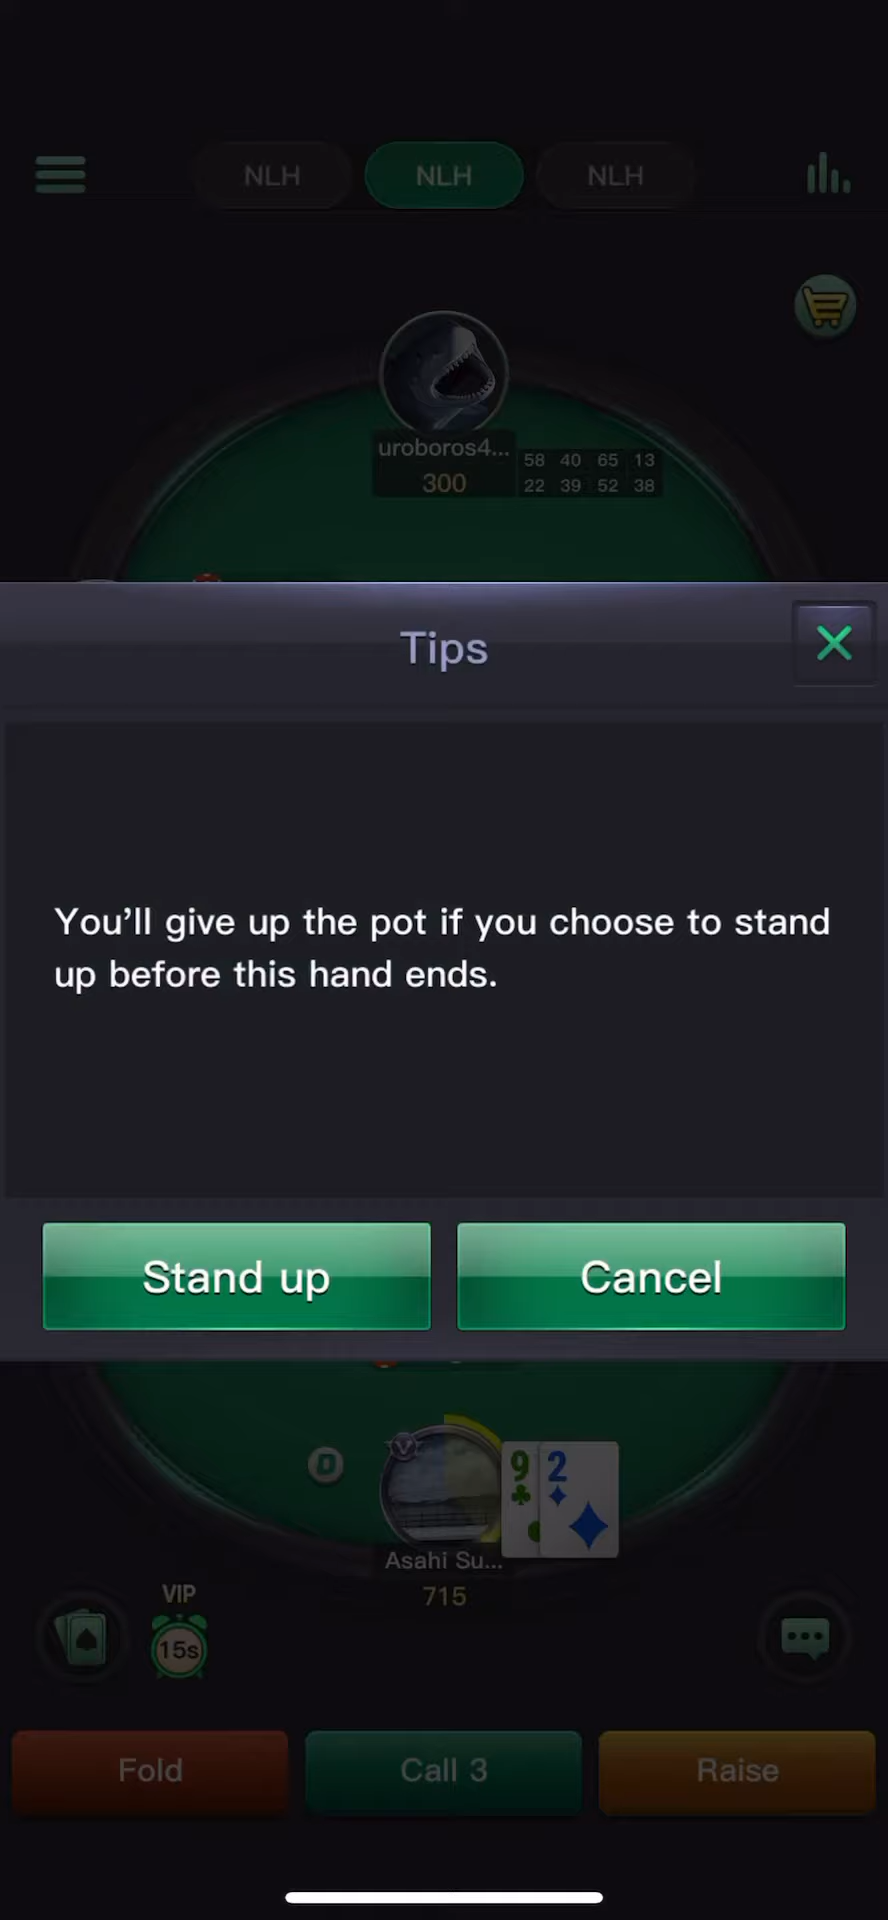 NLH NLH NLH
uroboros4...
300
58 40 65 13
22 39 52 38
Tips
You'll give up the pot if you choose to stand
up before this hand ends.
Stand up Cancel
D
V
9 2
Asahi Su...
715
VIP
15s
Fold Call 3 Raise